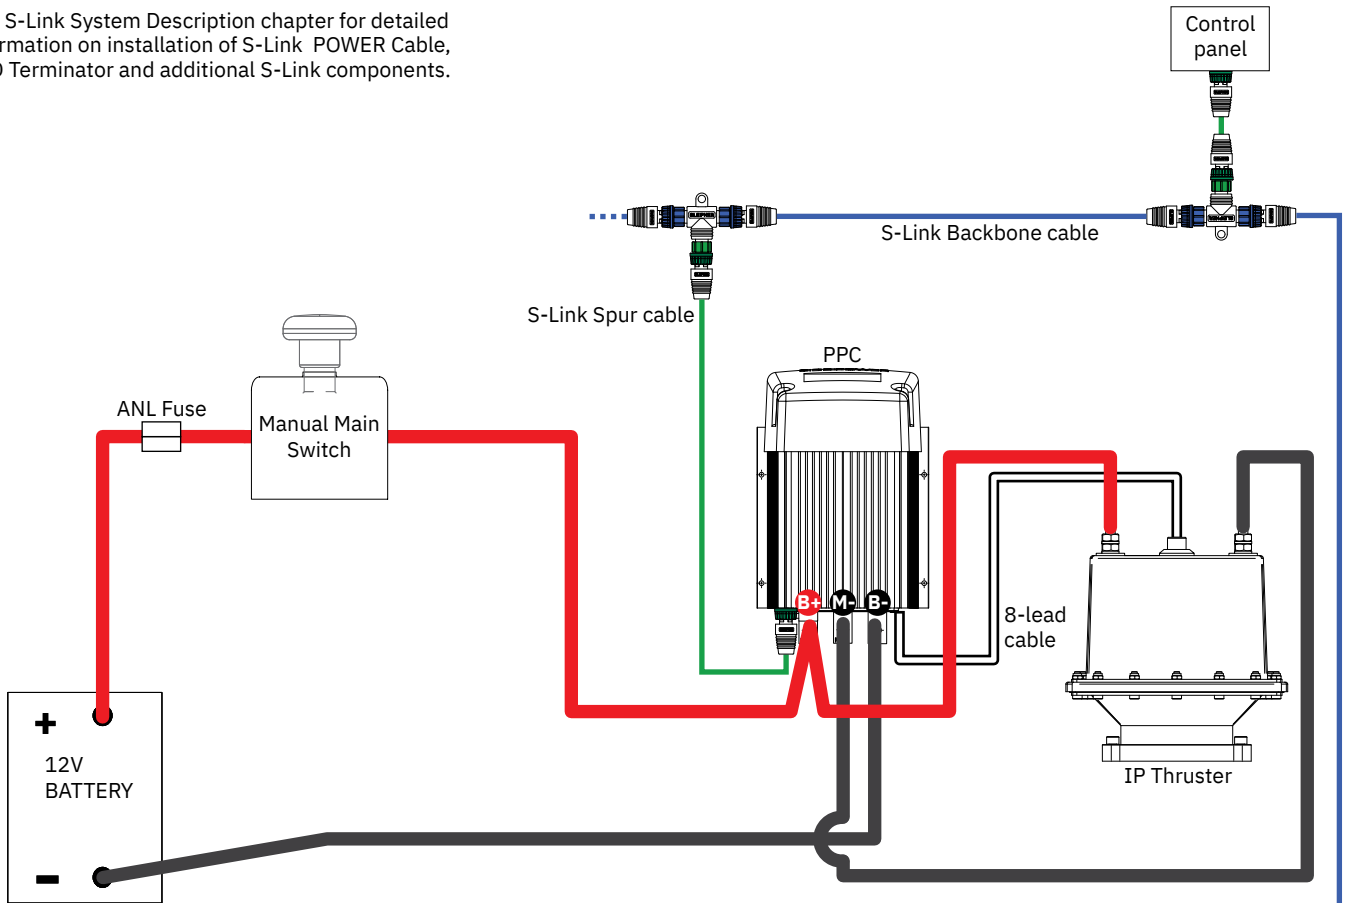 S-Link System Description chapter for detailed
rmation on installation of S-Link POWER Cable,
Terminator and additional S-Link components.
Control
panel
S-Link Backbone cable
S-Link Spur cable
PPC
ANL Fuse
Manual Main
Switch
B+ M- B-
8-lead
cable
+
12V
BATTERY
-
IP Thruster